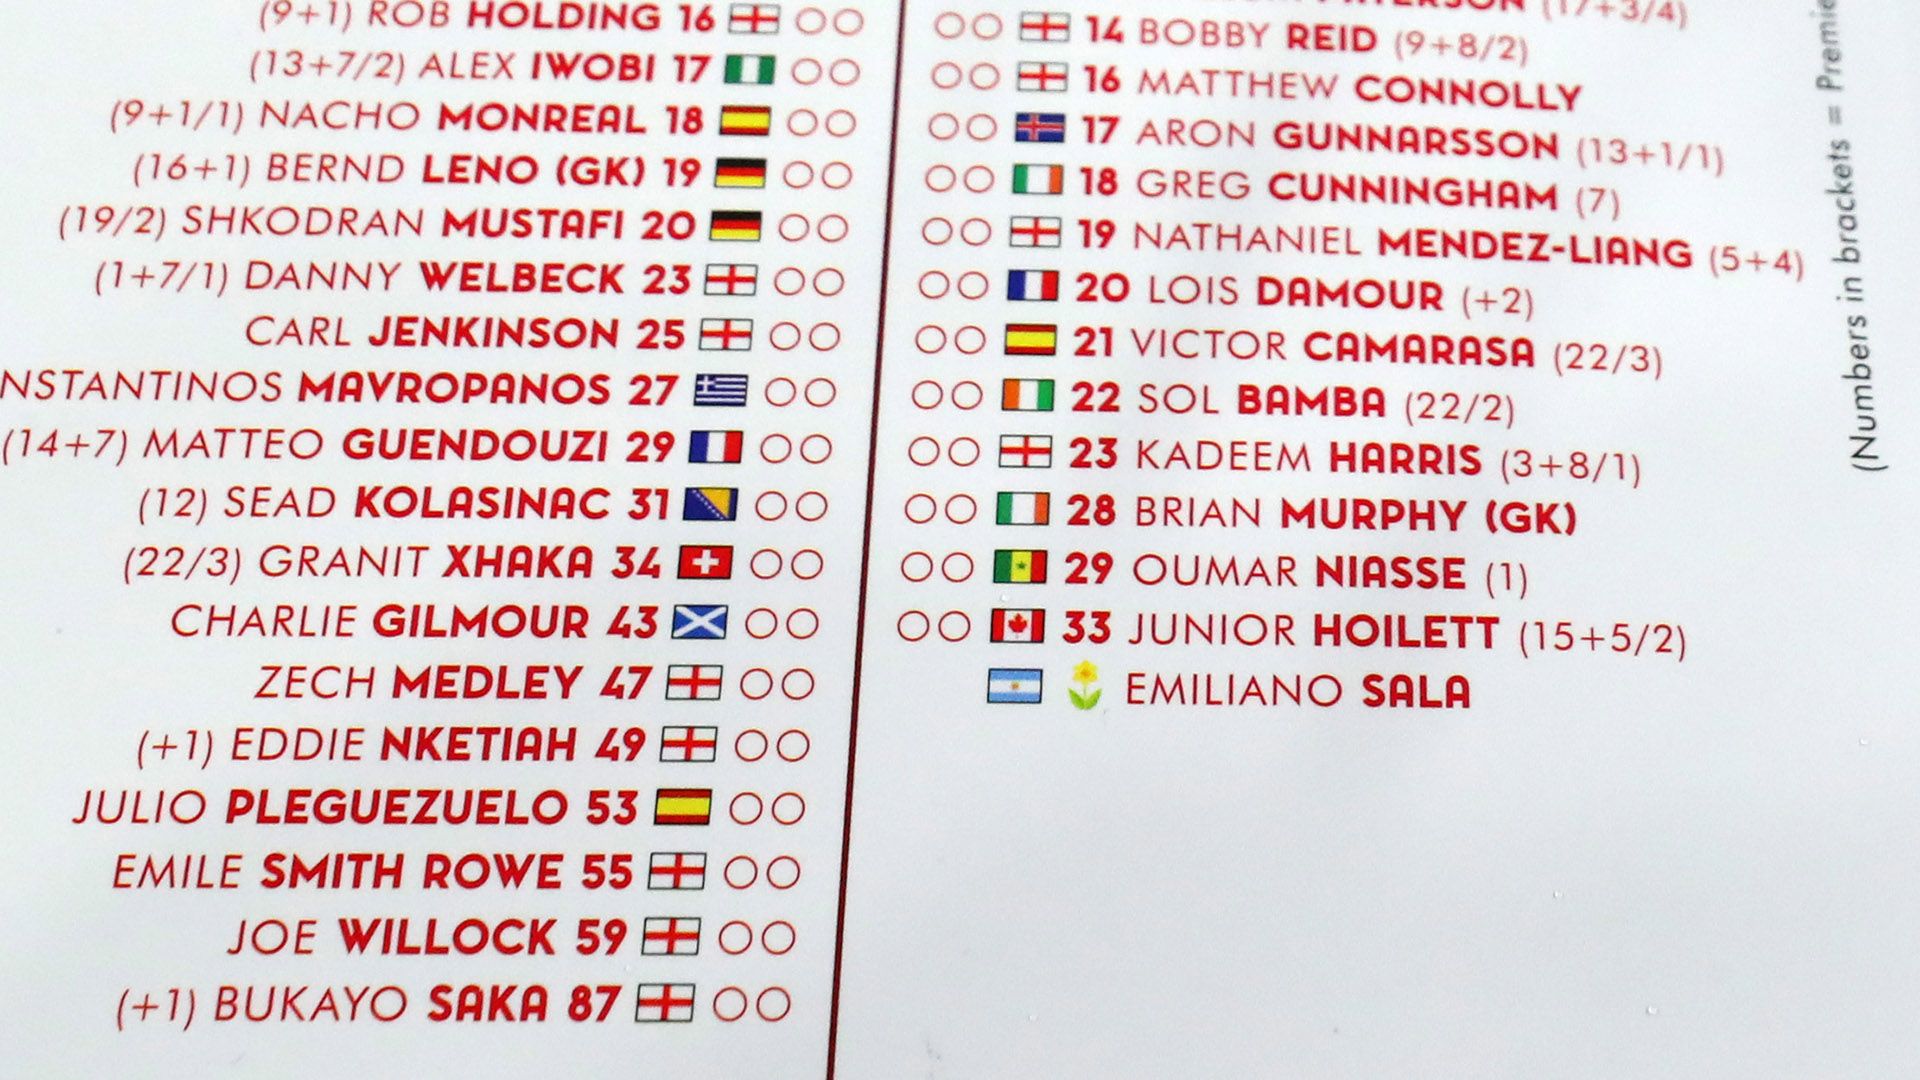 (9+1) ROB HOLDING 16
(13+7/2) ALEX IWOBI 17
(9+1/1) NACHO MONREAL 18
(16+1) BERND LENO (GK) 19
(19/2) SHKODRAN MUSTAFI 20
(1+7/1) DANNY WELBECK 23
CARL JENKINSON 25
NSTANTINOS MAVROPANOS 27
(14+7) MATTEO GUENDOUZI 29
(12) SEAD KOLASINAC 31
(22/3) GRANIT XHAKA 34
CHARLIE GILMOUR 43
ZECH MEDLEY 47
(+1) EDDIE NKETIAH 49
JULIO PLEGUEZUELO 53
EMILE SMITH ROWE 55
JOE WILLOCK 59
(+1) BUKAYO SAKA 87
(17+3/4)
14 BOBBY REID (9+8/2)
16 MATTHEW CONNOLLY
17 ARON GUNNARSSON (13+1/1)
18 GREG CUNNINGHAM (7)
19 NATHANIEL MENDEZ-LIANG (5+4)
20 LOIS DAMOUR (+2)
21 VICTOR CAMARASA (22/3)
22 SOL BAMBA (22/2)
23 KADEEM HARRIS (3+8/1)
28 BRIAN MURPHY (GK)
29 OUMAR NIASSE (1)
33 JUNIOR HOILETT (15+5/2)
EMILIANO SALA
(Numbers in brackets = Premie